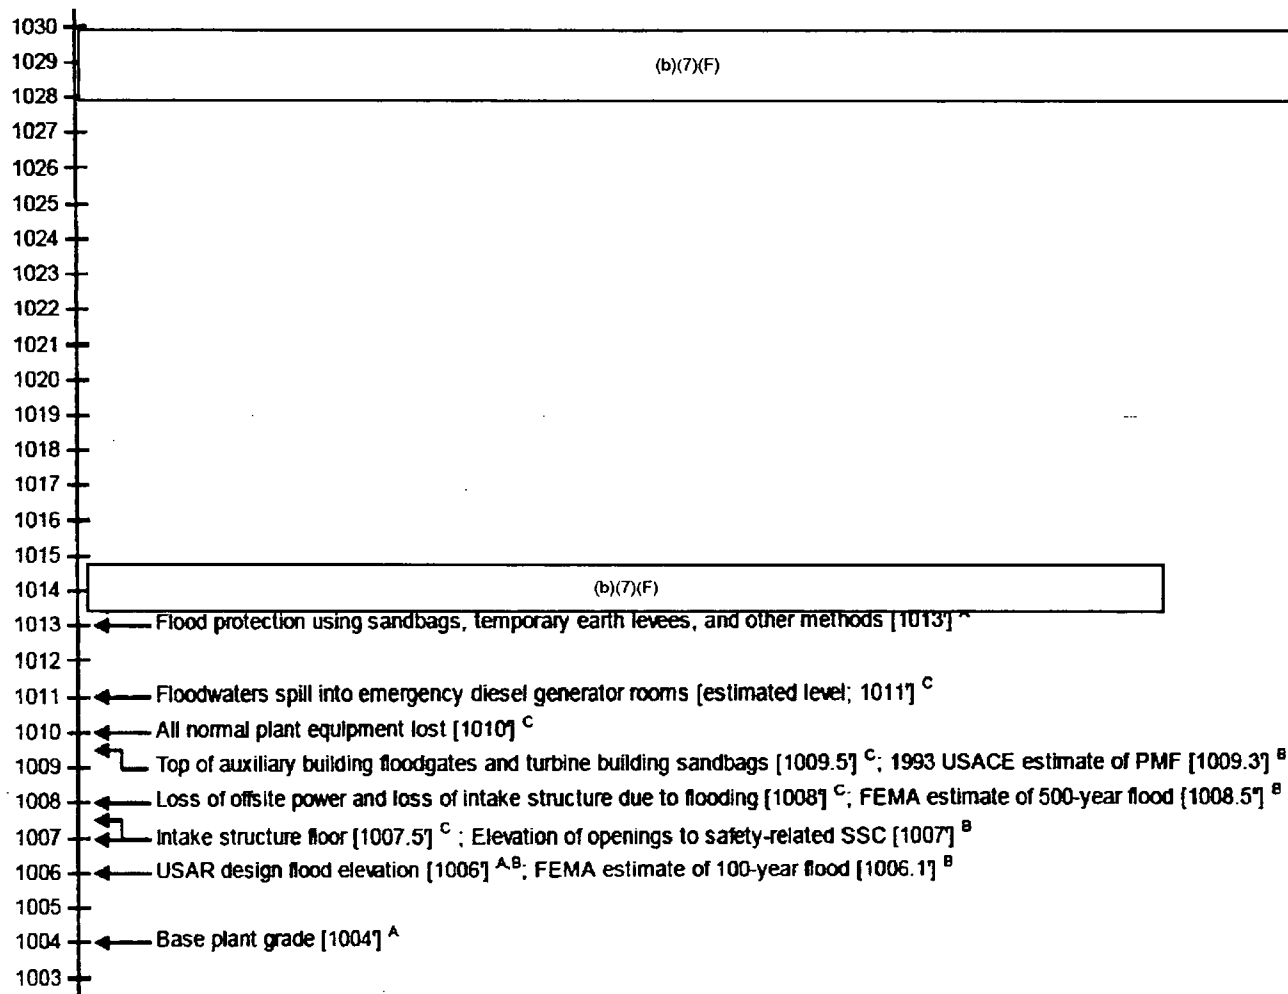 1030
1029 (b)(7)(F)
1028
1027
1026
1025
1024
1023
1022
1021
1020
1019
1018
1017
1016
1015
1014 (b)(7)(F)
1013 Flood protection using sandbags, temporary earth levees, and other methods [1013'] A
1012
1011 Floodwaters spill into emergency diesel generator rooms [estimated level; 1011'] C
1010 All normal plant equipment lost [1010'] C
1009 Top of auxiliary building floodgates and turbine building sandbags [1009.5'] C; 1993 USACE estimate of PMF [1009.3'] B
1008 Loss of offsite power and loss of intake structure due to flooding [1008'] C; FEMA estimate of 500-year flood [1008.5'] B
1007 Intake structure floor [1007.5'] C ; Elevation of openings to safety-related SSC [1007'] B
1006 USAR design flood elevation [1006'] A,B; FEMA estimate of 100-year flood [1006.1'] B
1005
1004 Base plant grade [1004'] A
1003